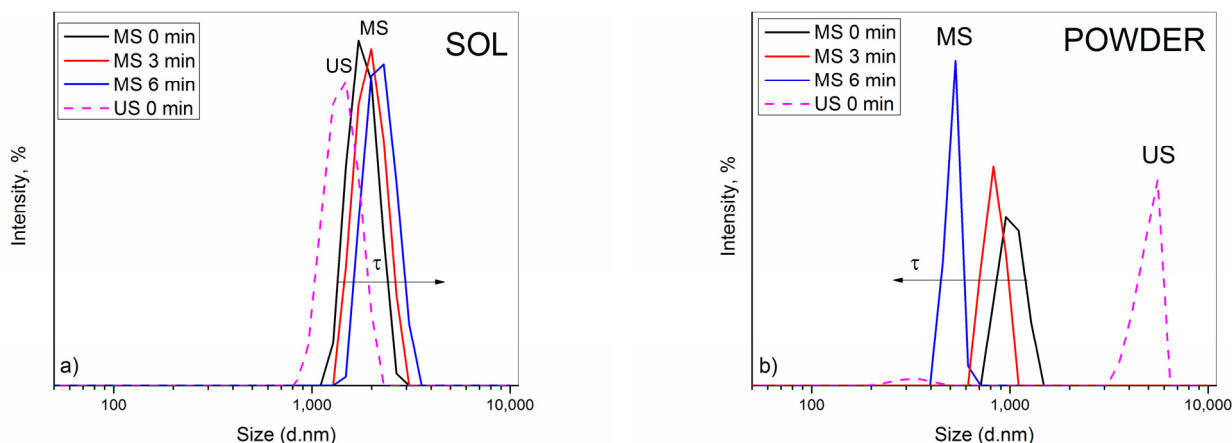 MS 0 min
MS 3 min
MS 6 min
US 0 min
MS
US
SOL
τ
a)
Intensity, %
100
1,000
10,000
Size (d.nm)
MS 0 min
MS 3 min
MS 6 min
US 0 min
MS
POWDER
US
τ
b)
Intensity, %
100
1,000
10,000
Size (d.nm)